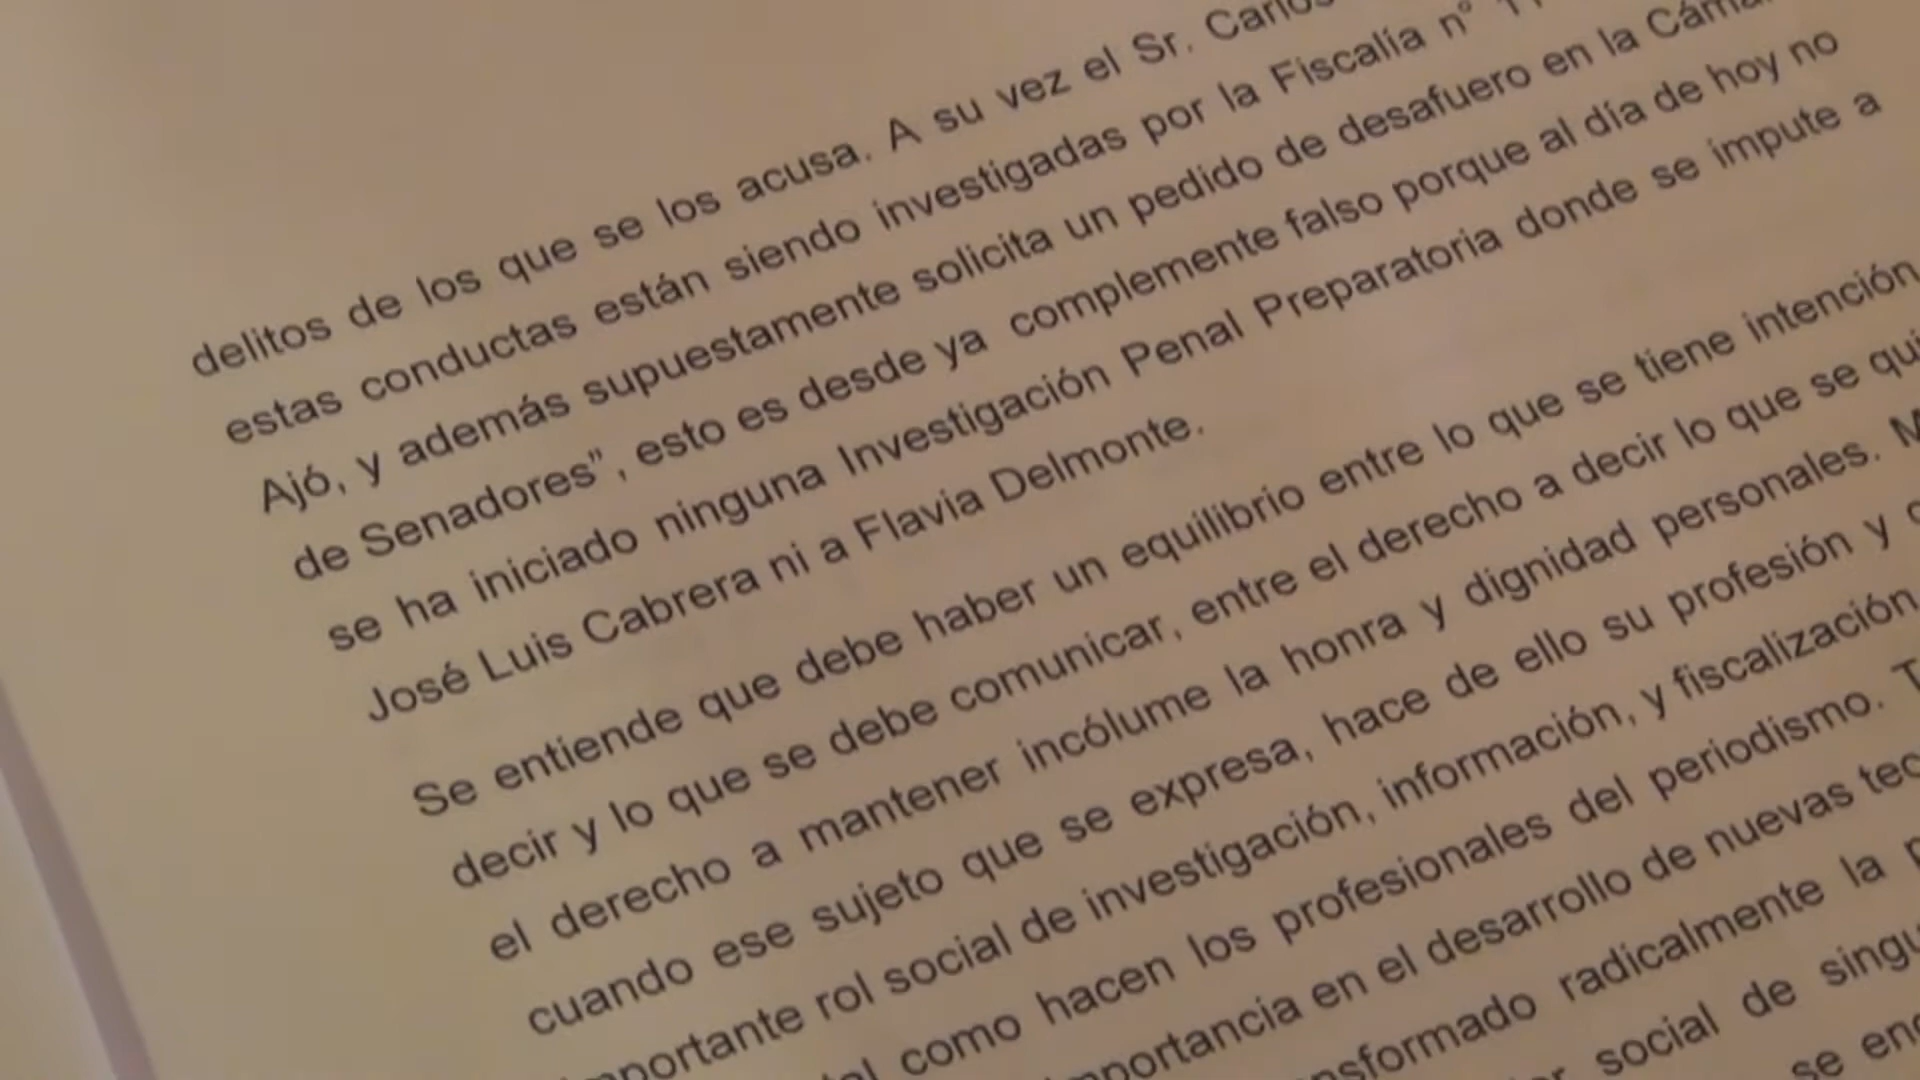 delitos de los que se los acusa. A su vez el Sr. Carlos
estas conductas están siendo investigadas por la Fiscalía n°
Ajó, y además supuestamente solicita un pedido de desafuero en la
de Senadores", esto es desde ya complemente falso porque al día de hoy no
se ha iniciado ninguna Investigación Penal Preparatoria donde se impute a
José Luis Cabrera ni a Flavia Delmonte.
Se entiende que debe haber un equilibrio entre lo que se tiene intención
decir y lo que se debe comunicar, entre el derecho a decir lo que se
el derecho a mantener incólume la honra y dignidad personales.
cuando ese sujeto que se expresa, hace de ello su profesión y
rol social de investigación, información, y fiscalización
como hacen los profesionales del periodismo.
en el desarrollo de nuevas
radicalmente la
social de
se